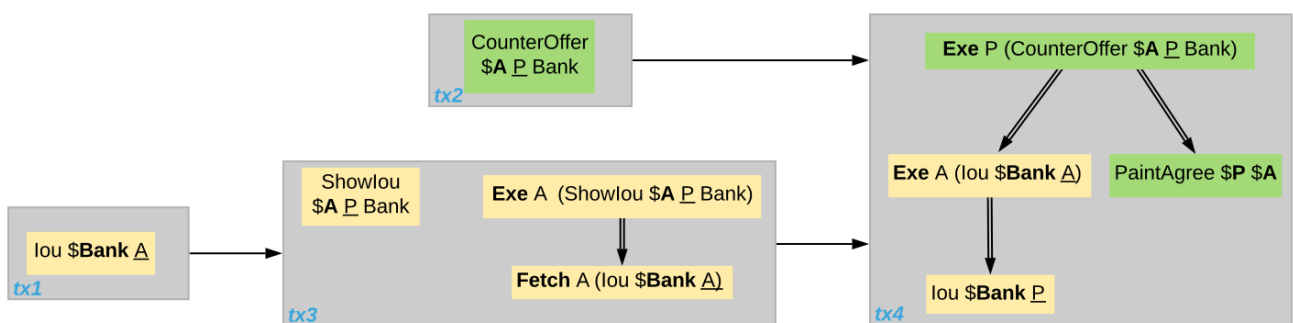 CounterOffer
$A P Bank
tx2
Exe P (CounterOffer $A P Bank)
Exe A (Iou $Bank A)
PaintAgree $P $A
Iou $Bank P
tx4
ShowIou
$A P Bank
Exe A (ShowIou $A P Bank)
Fetch A (Iou $Bank A)
tx3
Iou $Bank A
tx1